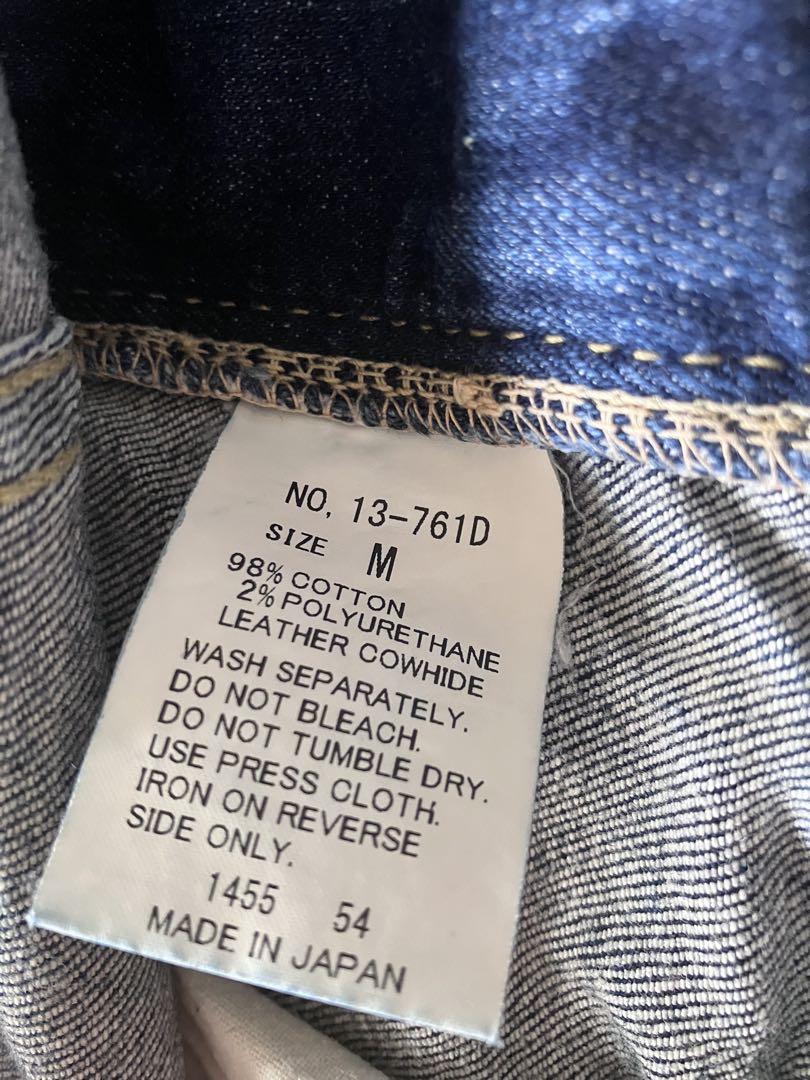 NO, 13-761D
SIZE M
98% COTTON
2% POLYURETHANE
LEATHER COWHIDE
WASH SEPARATELY.
DO NOT BLEACH.
DO NOT TUMBLE DRY.
USE PRESS CLOTH.
IRON ON REVERSE
SIDE ONLY.
1455 54
MADE IN JAPAN